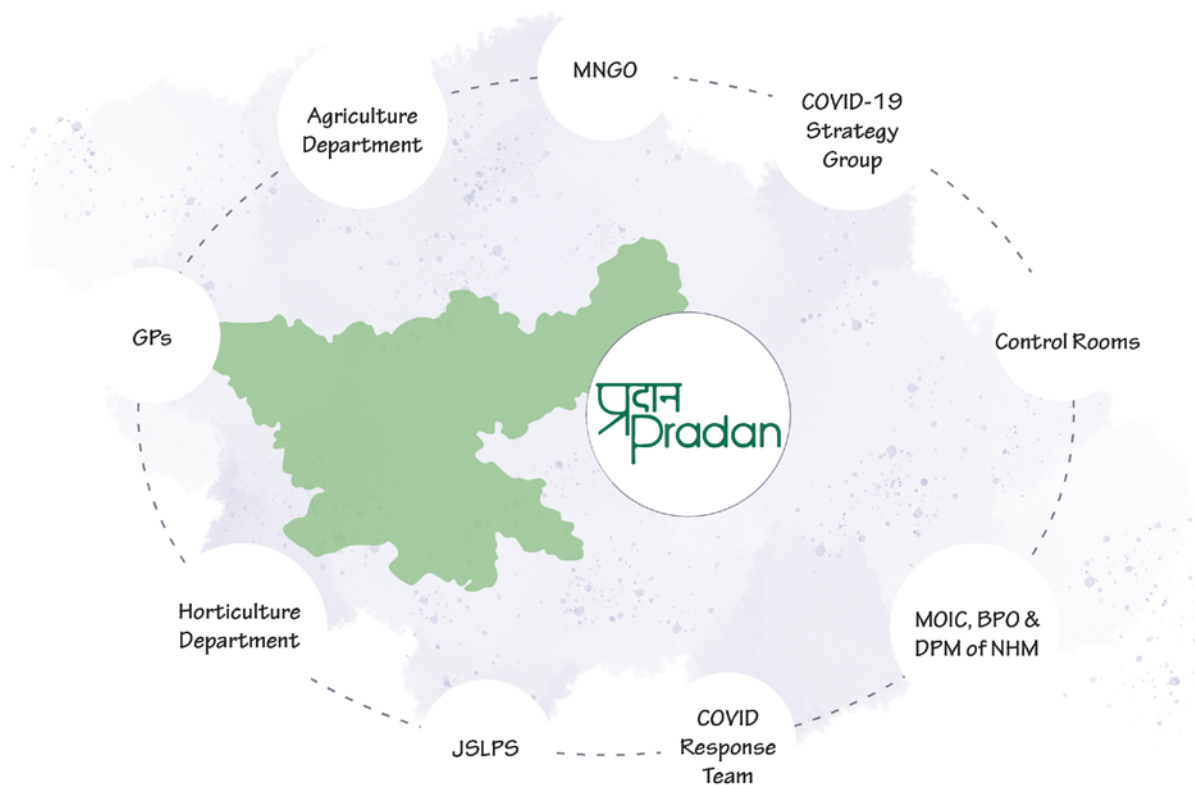 MNGO
COVID-19
Strategy
Group
Agriculture
Department
GPs
Control Rooms
प्रदान
Pradan
Horticulture
Department
MOIC, BPO &
DPM of NHM
JSLPS
COVID
Response
Team